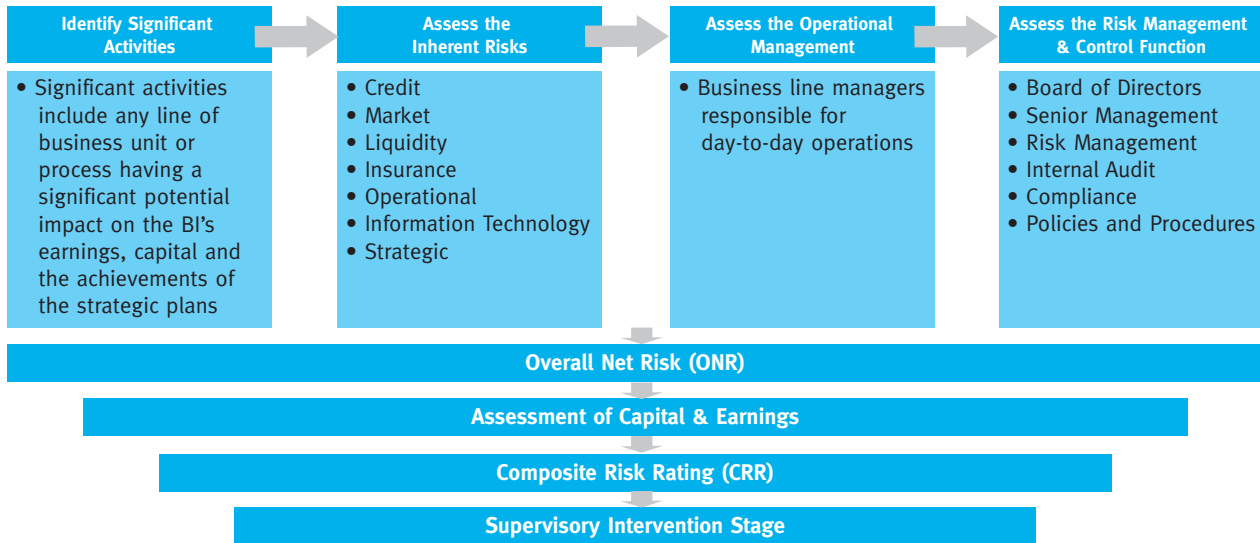 Identify Significant
Activities
• Significant activities
include any line of
business unit or
process having a
significant potential
impact on the BI’s
earnings, capital and
the achievements of
the strategic plans
Assess the
Inherent Risks
• Credit
• Market
• Liquidity
• Insurance
• Operational
• Information Technology
• Strategic
Assess the Operational
Management
• Business line managers
responsible for
day-to-day operations
Assess the Risk Management
& Control Function
• Board of Directors
• Senior Management
• Risk Management
• Internal Audit
• Compliance
• Policies and Procedures
Overall Net Risk (ONR)
Assessment of Capital & Earnings
Composite Risk Rating (CRR)
Supervisory Intervention Stage